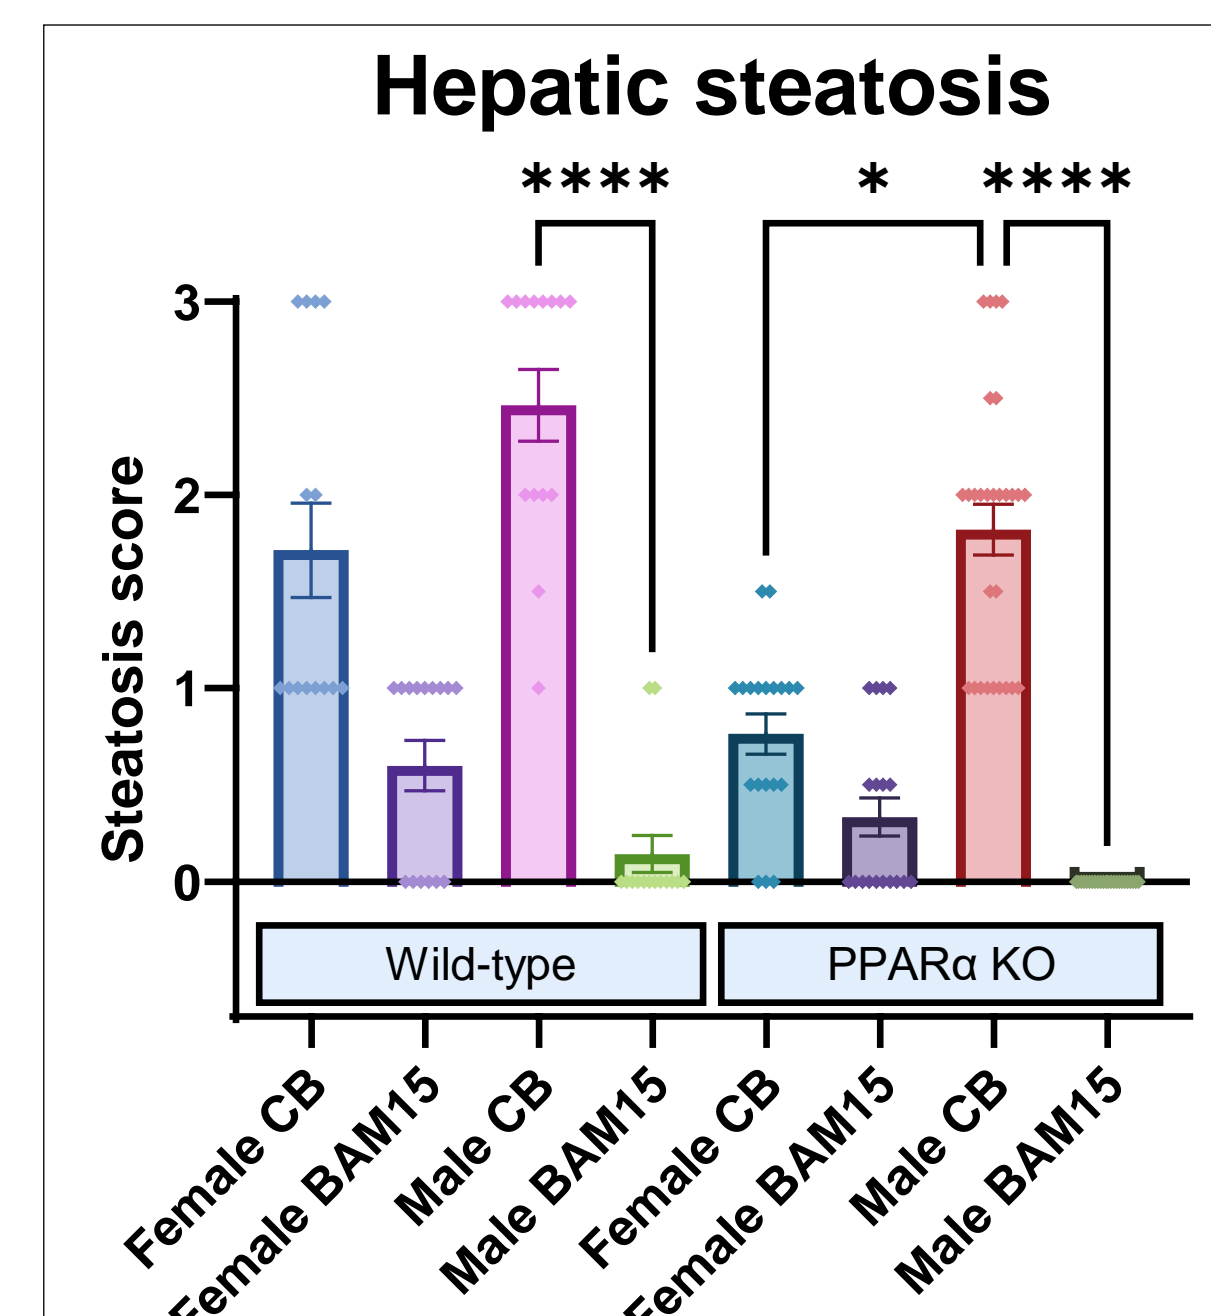 Hepatic steatosis
**** * ****
Steatosis score
3
2
1
0
Wild-type PPARα KO
Female CB
Female BAM15
Male CB
Male BAM15
Female CB
Female BAM15
Male CB
Male BAM15